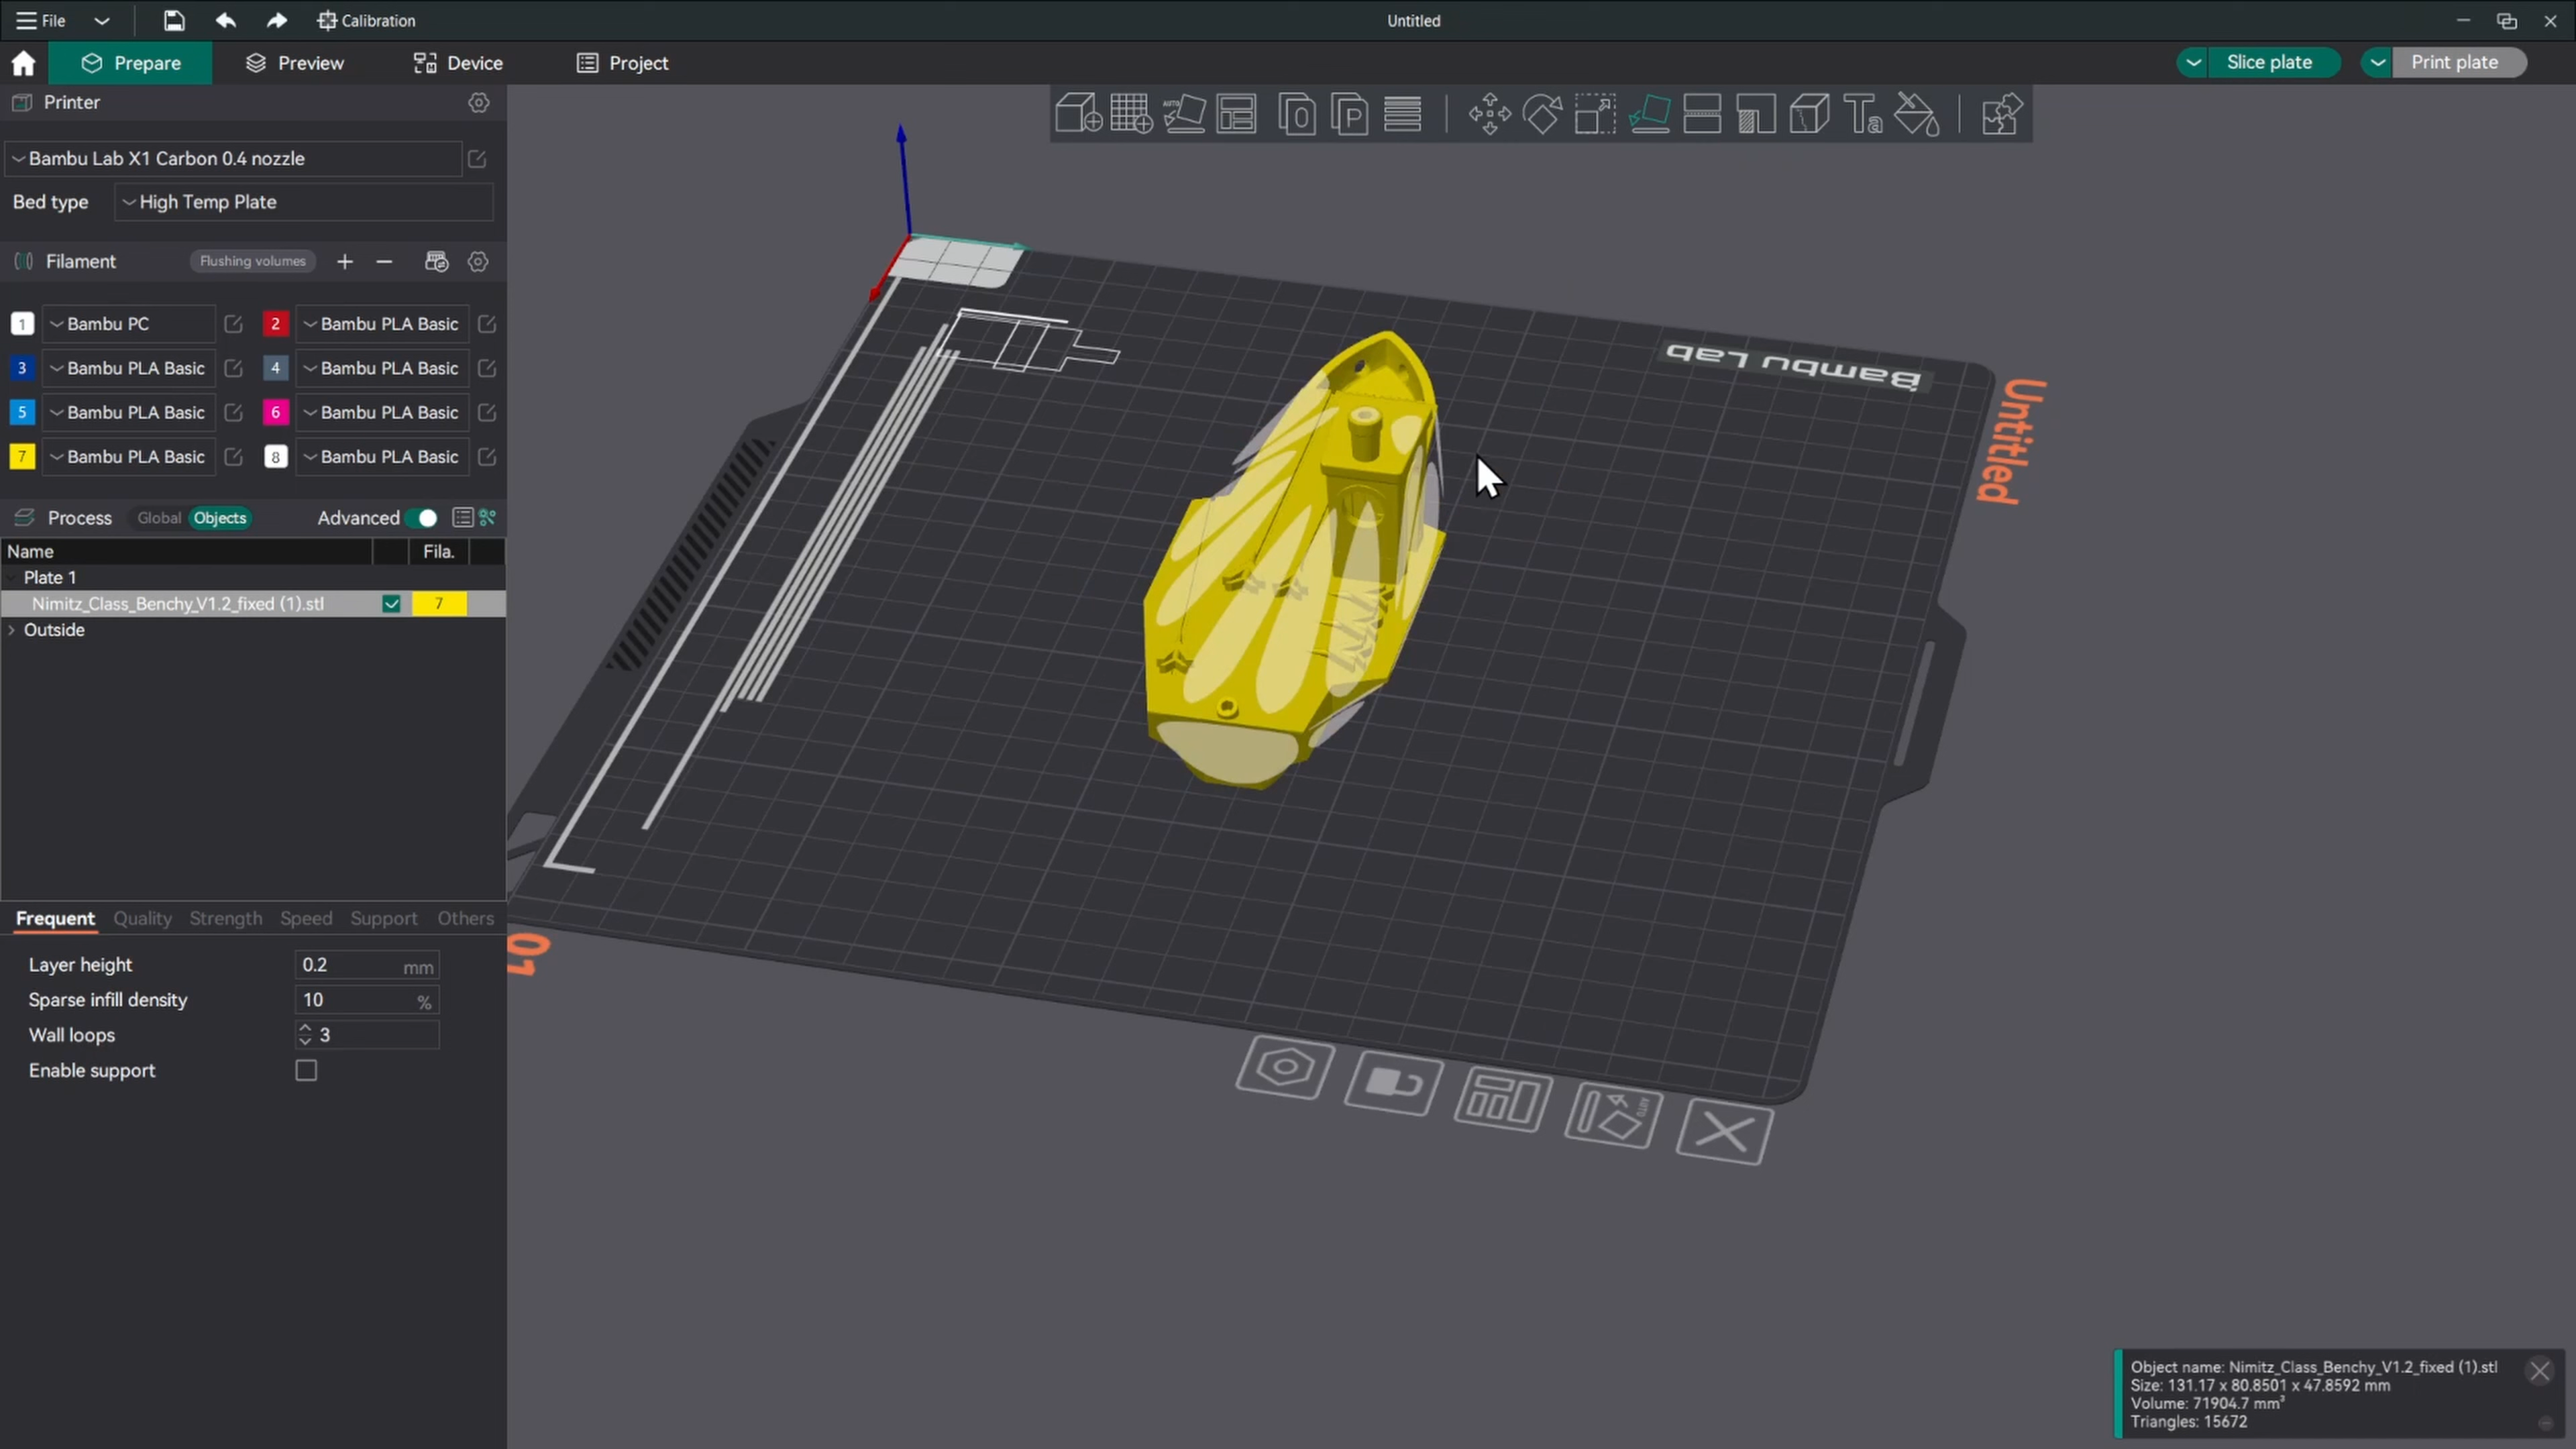 File
Calibration
Untitled
Prepare
Preview
Device
Project
Slice plate
Print plate
Printer
Bambu Lab X1 Carbon 0.4 nozzle
Bed type
High Temp Plate
Filament
Flushing volumes
1 Bambu PC
2 Bambu PLA Basic
3 Bambu PLA Basic
4 Bambu PLA Basic
5 Bambu PLA Basic
6 Bambu PLA Basic
7 Bambu PLA Basic
8 Bambu PLA Basic
Process Global Objects Advanced
Name Fila.
Plate 1
Nimitz_Class_Benchy_V1.2_fixed (1).stl 7
Outside
Frequent Quality Strength Speed Support Others
Layer height 0.2 mm
Sparse infill density 10 %
Wall loops 3
Enable support
AUTO
O
P
Ta
Bambu Lab
Untitled
01
AUTO
Object name: Nimitz_Class_Benchy_V1.2_fixed (1).stl
Size: 131.17 x 80.8501 x 47.8592 mm
Volume: 71904.7 mm³
Triangles: 15672